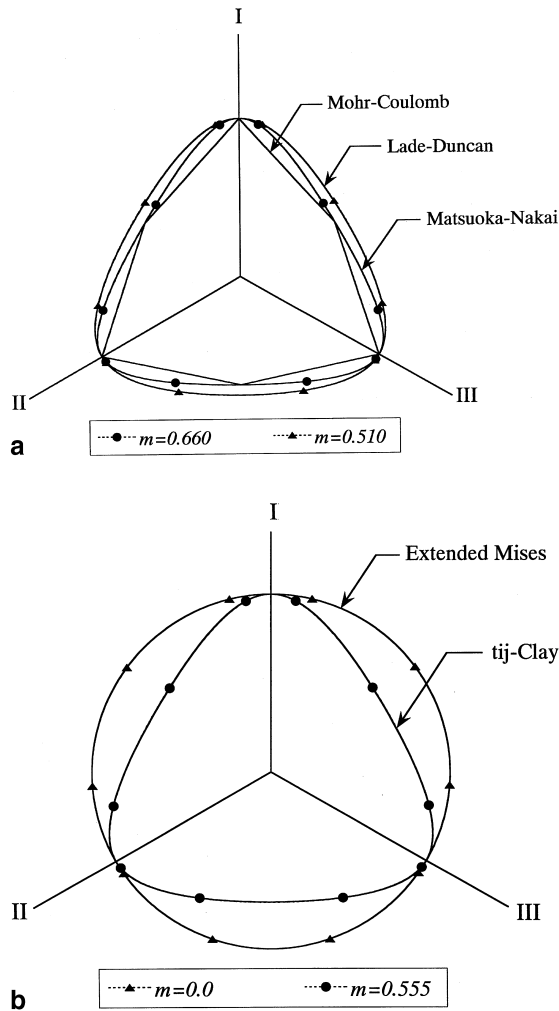 I
Mohr-Coulomb
Lade-Duncan
Matsuoka-Nakai
II
III
a
m=0.660
m=0.510
I
Extended Mises
tij-Clay
II
III
b
m=0.0
m=0.555